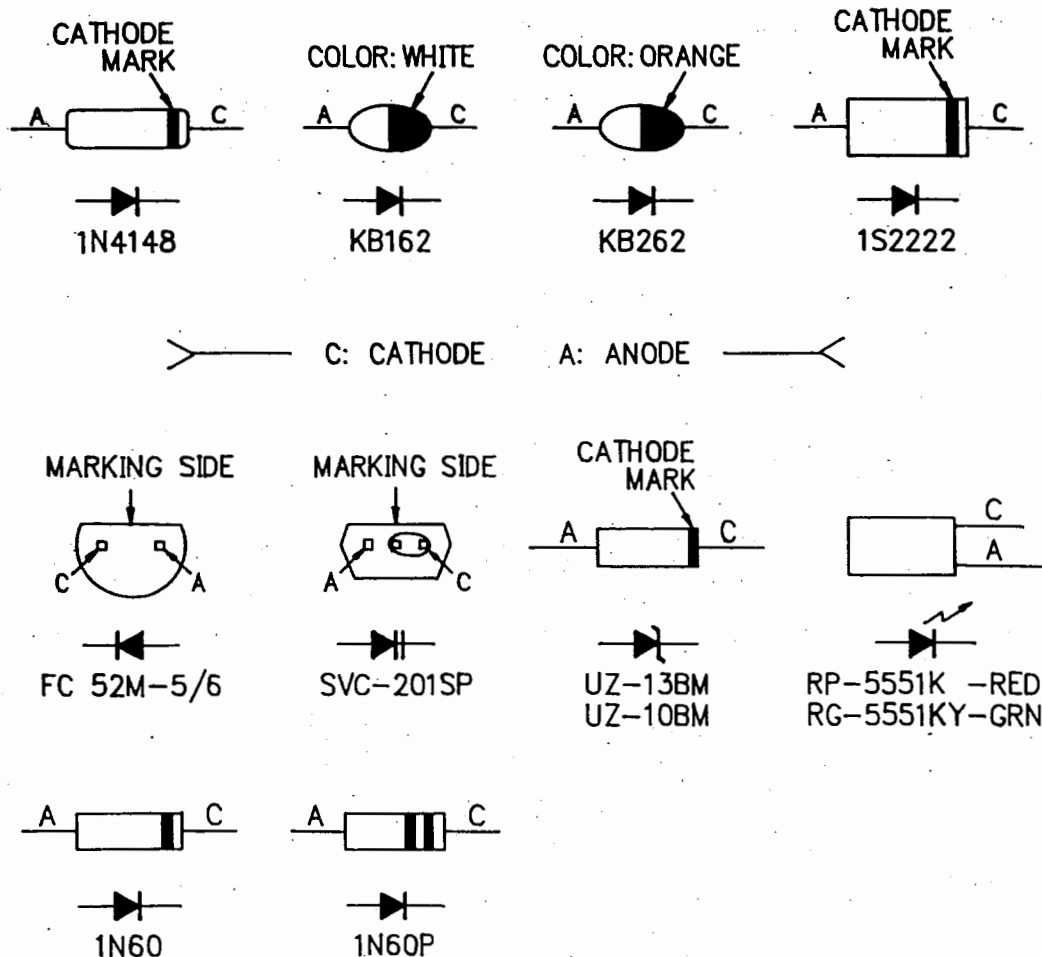 CATHODE
MARK
A
C
1N4148
COLOR: WHITE
A
C
KB162
COLOR: ORANGE
A
C
KB262
CATHODE
MARK
A
C
1S2222
C: CATHODE A: ANODE
MARKING SIDE
C
A
FC 52M-5/6
MARKING SIDE
A
C
SVC-201SP
CATHODE
MARK
A
C
UZ-13BM
UZ-10BM
C
A
RP-5551K -RED
RG-5551KY-GRN
A
C
1N60
A
C
1N60P